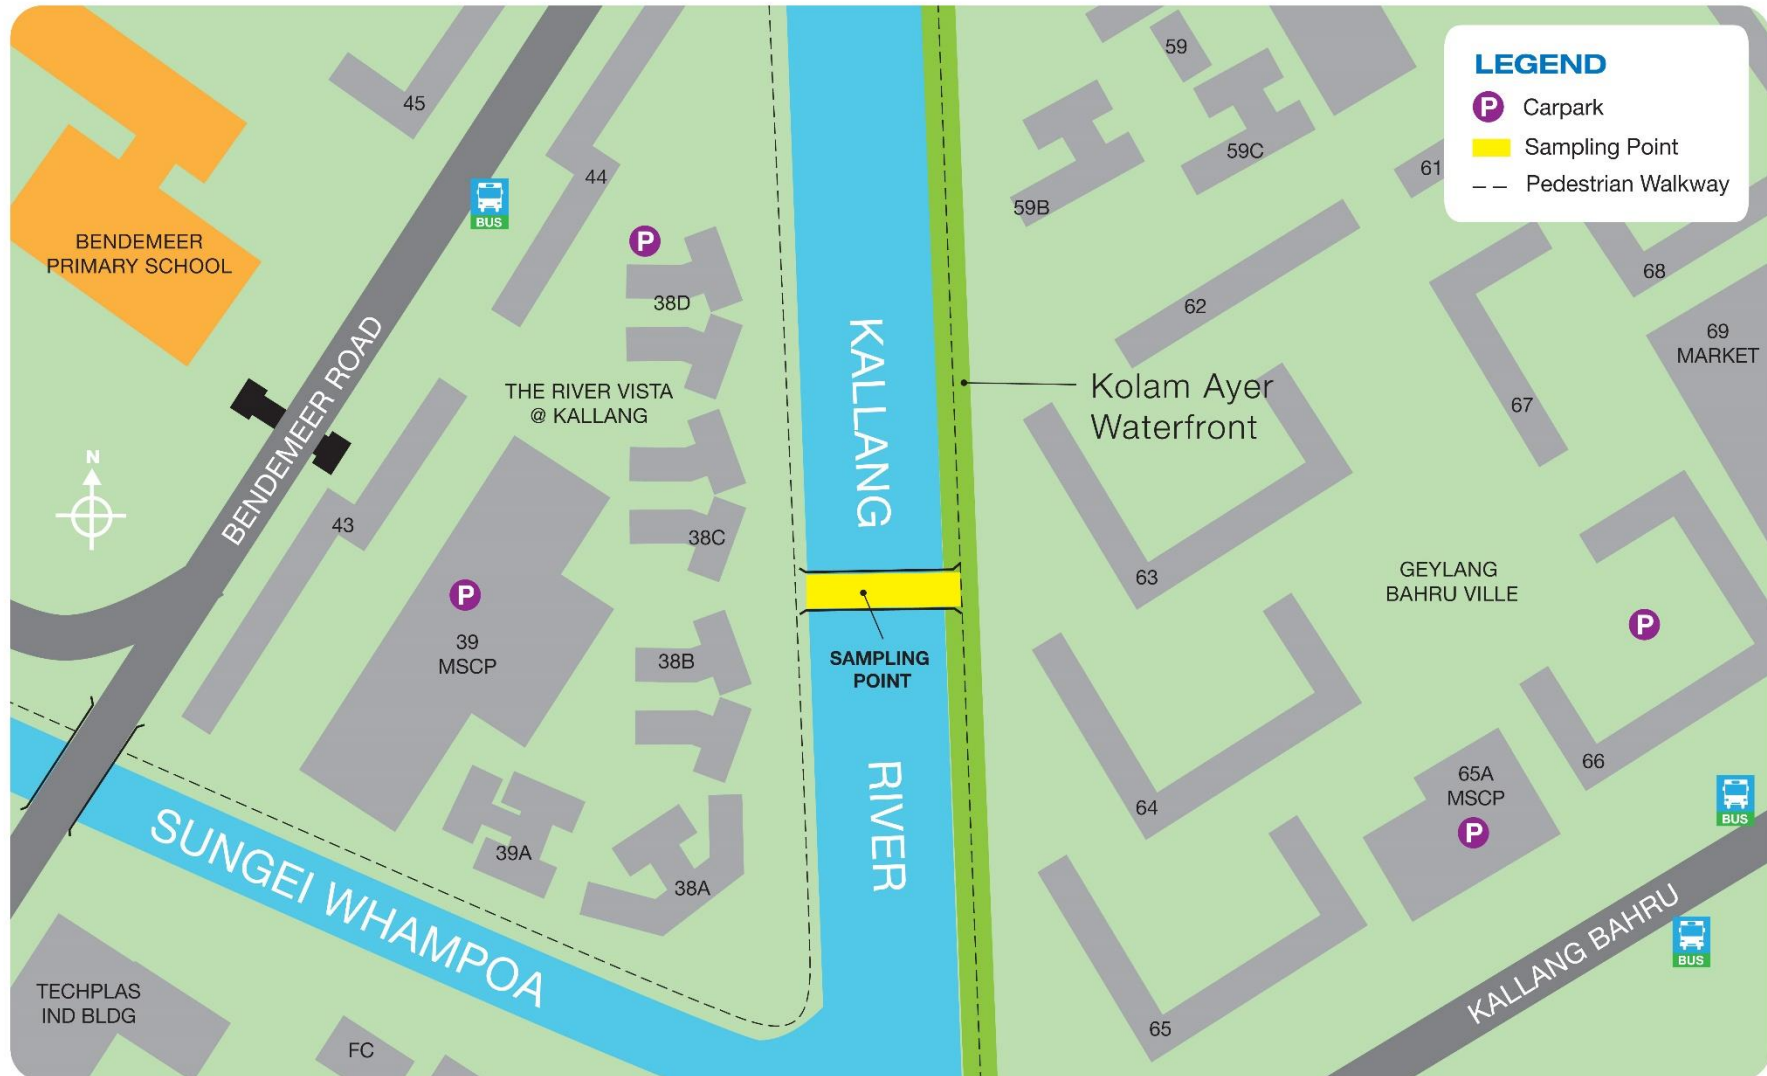 LEGEND
P Carpark
Sampling Point
Pedestrian Walkway
45
59
44
59C
61
59B
BUS
BENDEMEER
PRIMARY SCHOOL
P
38D
62
68
69
MARKET
KALLANG
BENDEMEER ROAD
THE RIVER VISTA
@ KALLANG
Kolam Ayer
Waterfront
67
N
43
38C
63
GEYLANG
BAHRU VILLE
P
P
39
MSCP
38B
SAMPLING
POINT
RIVER
66
65A
MSCP
P
BUS
64
39A
38A
SUNGEI WHAMPOA
KALLANG BAHRU
BUS
TECHPLAS
IND BLDG
FC
65